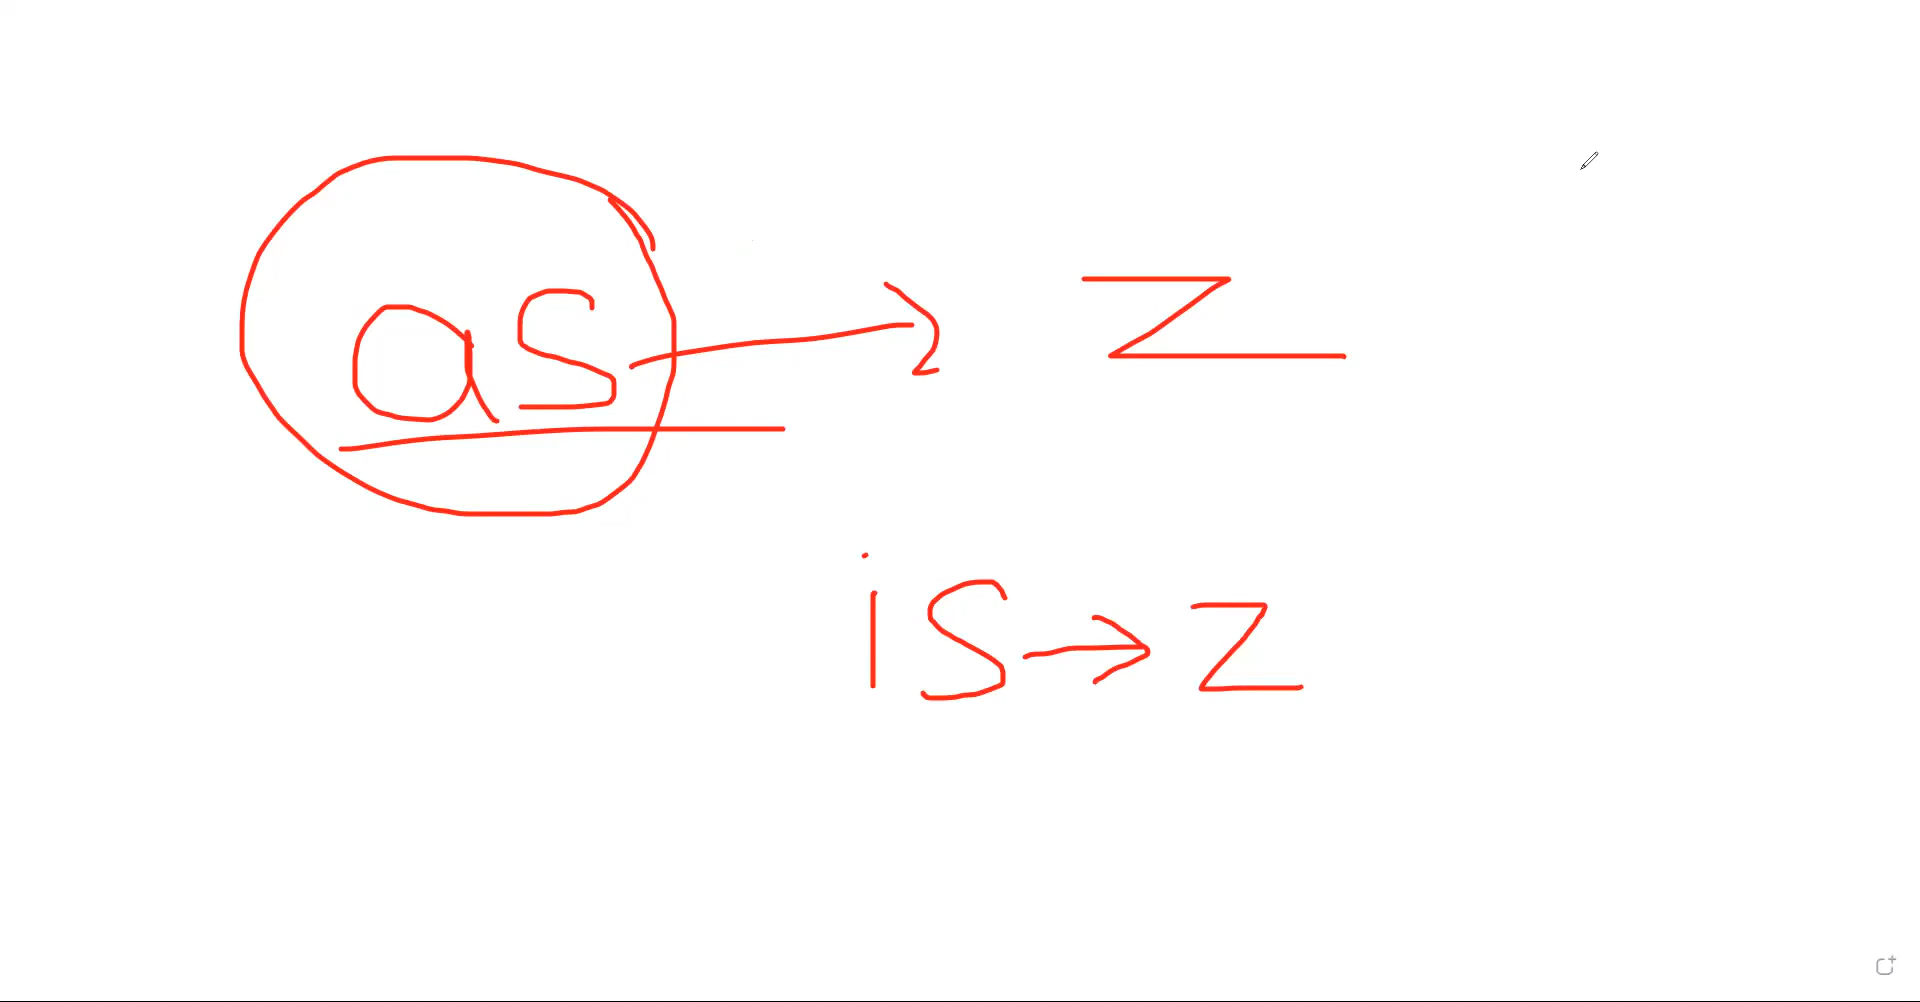 as → Z
is → Z